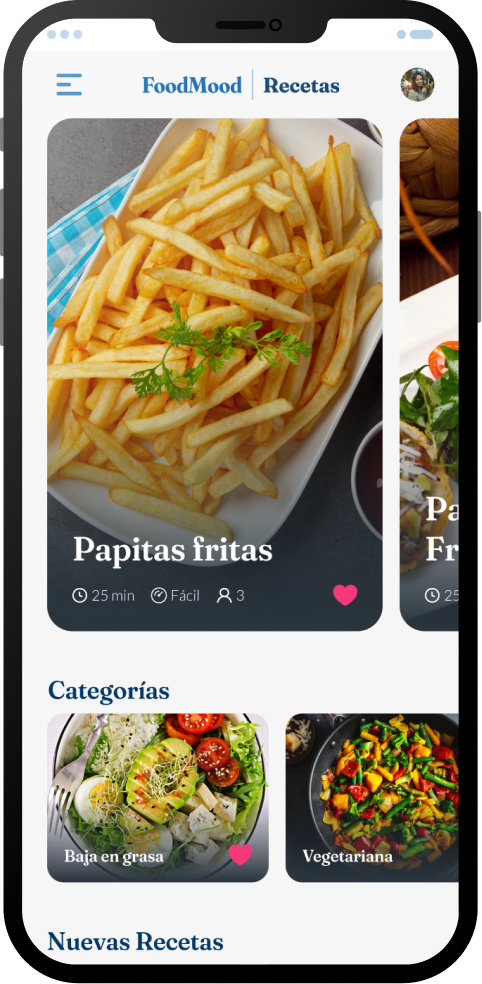 FoodMood | Recetas
Papitas fritas
25 min Fácil 3
Pa
Fr
25
Categorías
Baja en grasa
Vegetariana
Nuevas Recetas